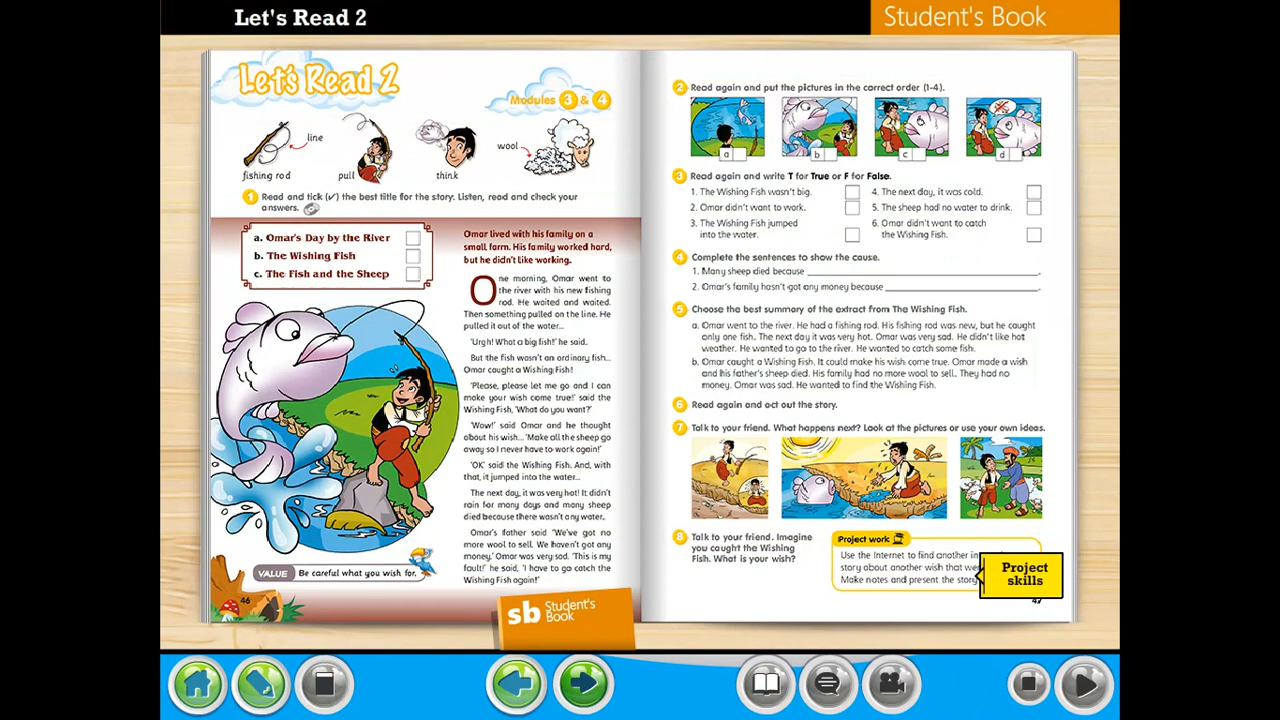 Let's Read 2
Student's Book
Let's Read 2
Modules 3 & 4
line
wool
fishing rod
pull
think
1 Read and tick (✓) the best title for the story. Listen, read and check your
answers.
a. Omar's Day by the River
b. The Wishing Fish
c. The Fish and the Sheep
Omar lived with his family on a
small farm. His family worked hard,
but he didn't like working.
One morning, Omar went to
the river with his new fishing
rod. He waited and waited.
Then something pulled on the line. He
pulled it out of the water...
'Urgh! What a big fish!' he said.
But the fish wasn't an ordinary fish...
Omar caught a Wishing Fish!
'Please, please let me go and I can
make your wish come true!' said the
Wishing Fish, 'What do you want?'
'Wow!' said Omar and he thought
about his wish... 'Make all the sheep go
away so I never have to work again!'
'OK' said the Wishing Fish. And, with
that, it jumped into the water...
The next day, it was very hot! It didn't
rain for many days and many sheep
died because there wasn't any water.
Omar's father said 'We've got no
more wool to sell. We haven't got any
money.' Omar was very sad. 'This is my
fault!' he said, 'I have to go catch the
Wishing Fish again!'
VALUE Be careful what you wish for.
46
sb Student's
Book
2 Read again and put the pictures in the correct order (1-4).
a
b
c
d
3 Read again and write T for True or F for False.
1. The Wishing Fish wasn't big.
2. Omar didn't want to work.
3. The Wishing Fish jumped
into the water.
4. The next day, it was cold.
5. The sheep had no water to drink.
6. Omar didn't want to catch
the Wishing Fish.
4 Complete the sentences to show the cause.
1. Many sheep died because ____.
2. Omar's family hasn't got any money because ____.
5 Choose the best summary of the extract from The Wishing Fish.
a. Omar went to the river. He had a fishing rod. His fishing rod was new, but he caught
only one fish. The next day it was very hot. Omar was very sad. He didn't like hot
weather. He wanted to go to the river. He wanted to catch some fish.
b. Omar caught a Wishing Fish. It could make his wish come true. Omar made a wish
and his father's sheep died. His family had no more wool to sell. They had no
money. Omar was sad. He wanted to find the Wishing Fish.
6 Read again and act out the story.
7 Talk to your friend. What happens next? Look at the pictures or use your own ideas.
8 Talk to your friend. Imagine
you caught the Wishing
Fish. What is your wish?
Project work
Use the Internet to find another in
story about another wish that we
Make notes and present the story
Project
skills
47